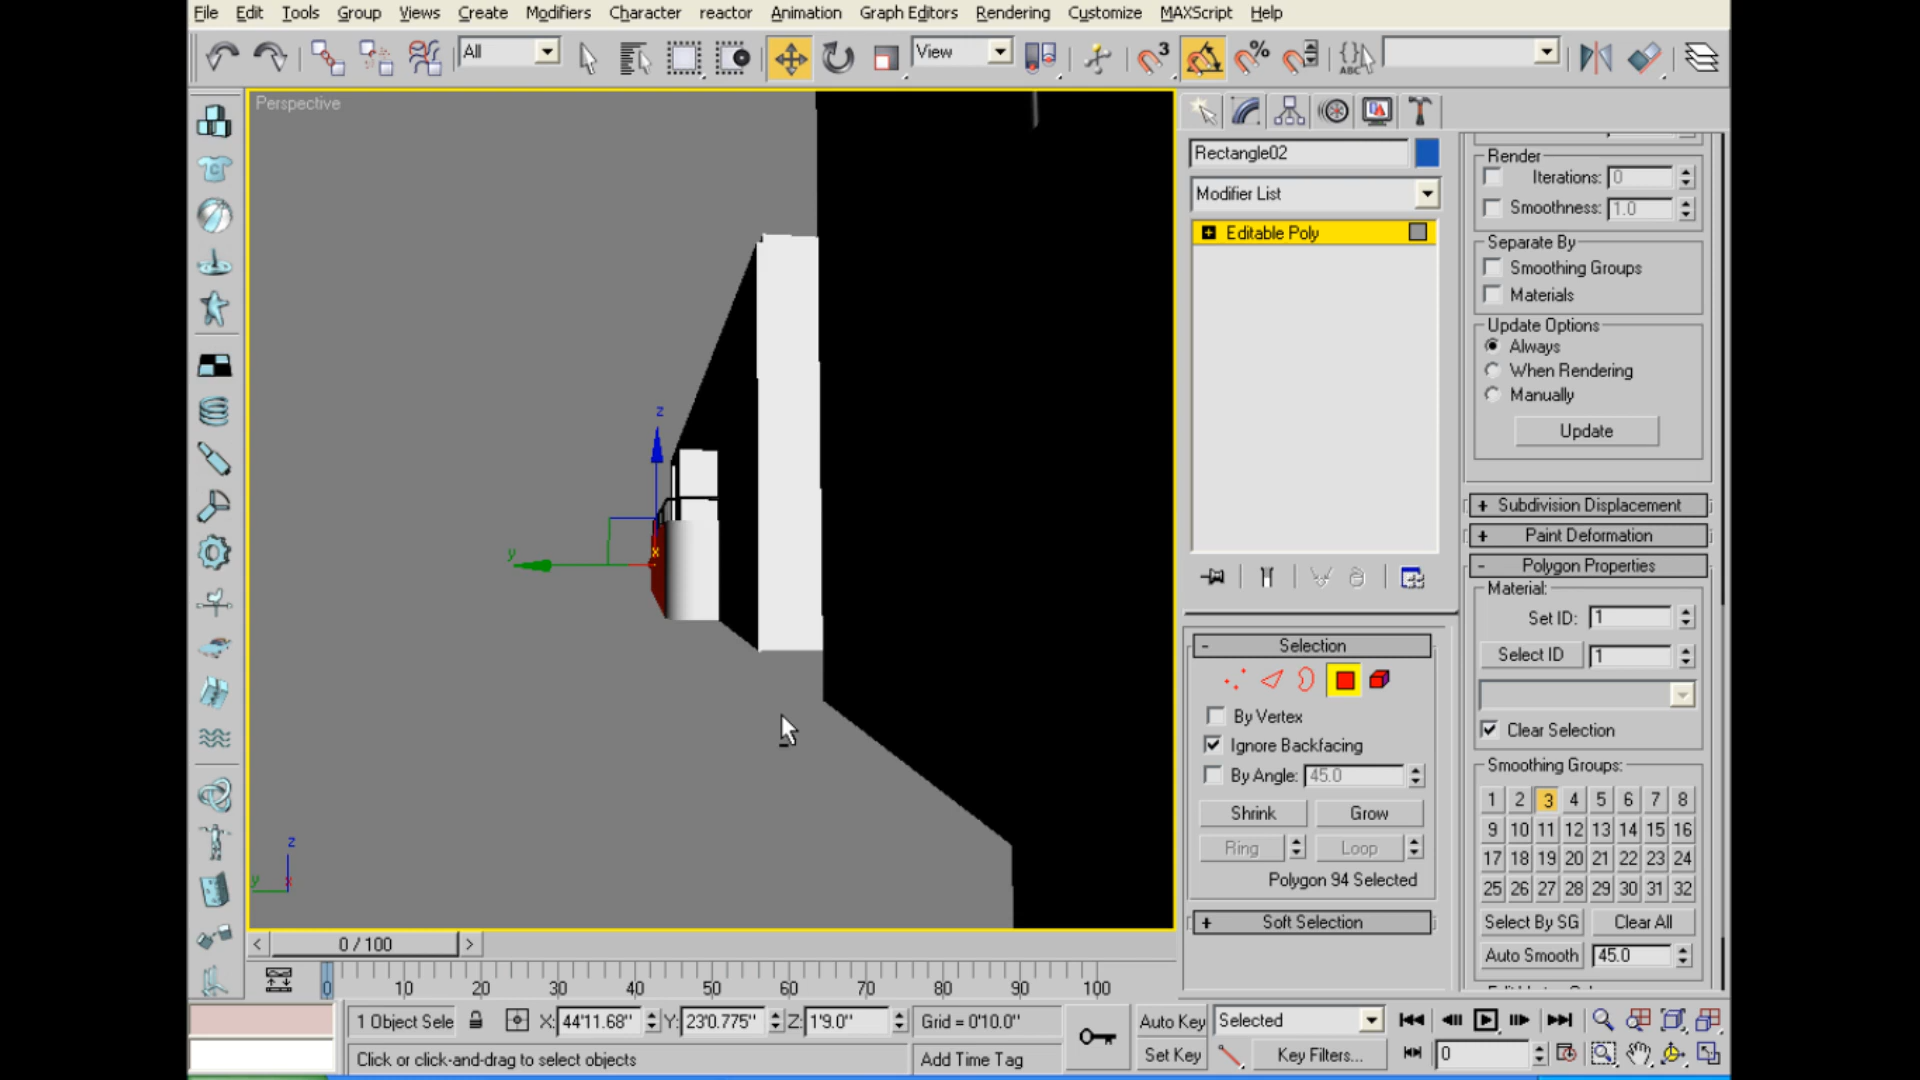 File Edit Tools Group Views Create Modifiers Character reactor Animation Graph Editors Rendering Customize MAXScript Help
All View 3 % {} ABC
Perspective
z
y
x
z
y x
Rectangle02
Modifier List
Editable Poly
Selection
By Vertex
Ignore Backfacing
By Angle: 45.0
Shrink Grow
Ring Loop
Polygon 94 Selected
Soft Selection
Render
Iterations: 0
Smoothness: 1.0
Separate By
Smoothing Groups
Materials
Update Options
Always
When Rendering
Manually
Update
Subdivision Displacement
Paint Deformation
Polygon Properties
Material:
Set ID: 1
Select ID 1
Clear Selection
Smoothing Groups:
1 2 3 4 5 6 7 8
9 10 11 12 13 14 15 16
17 18 19 20 21 22 23 24
25 26 27 28 29 30 31 32
Select By SG Clear All
Auto Smooth 45.0
< 0 / 100 >
0 10 20 30 40 50 60 70 80 90 100
1 Object Sele X: 44'11.68" Y: 23'0.775" Z: 1'9.0" Grid = 0'10.0" Auto Key Selected
Click or click-and-drag to select objects Add Time Tag Set Key Key Filters... 0